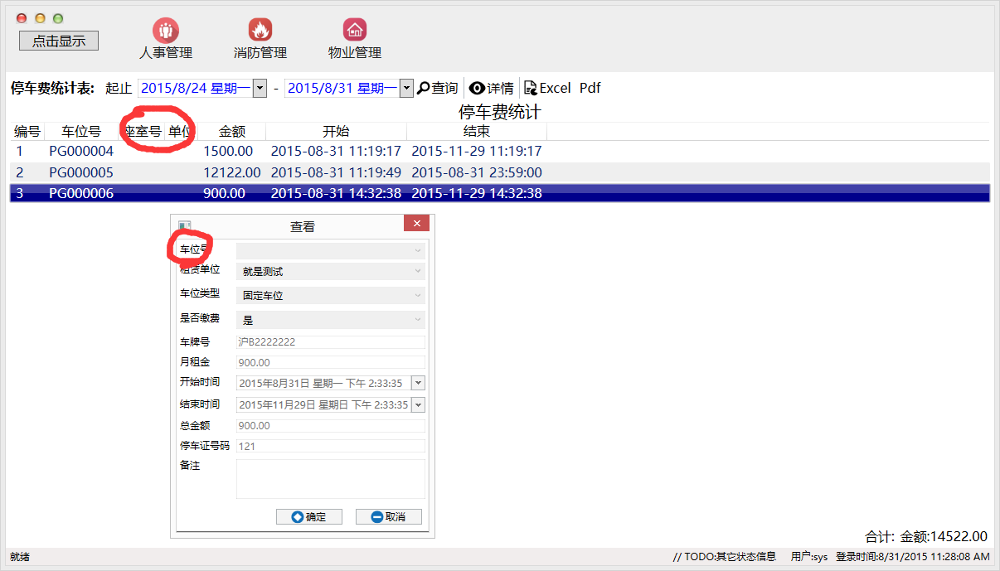 点击显示
人事管理 消防管理 物业管理
停车费统计表: 起止 2015/8/24 星期一 - 2015/8/31 星期一 查询 详情 Excel Pdf
停车费统计
编号 车位号 座室号 单位 金额 开始 结束
1 PG000004 1500.00 2015-08-31 11:19:17 2015-11-29 11:19:17
2 PG000005 12122.00 2015-08-31 11:19:49 2015-08-31 23:59:00
3 PG000006 900.00 2015-08-31 14:32:38 2015-11-29 14:32:38
查看
车位号
租赁单位 就是测试
车位类型 固定车位
是否缴费 是
车牌号 沪B2222222
月租金 900.00
开始时间 2015年8月31日 星期一 下午 2:33:35
结束时间 2015年11月29日 星期日 下午 2:33:35
总金额 900.00
停车证号码 121
备注
确定 取消
合计: 金额:14522.00
就绪 // TODO:其它状态信息 用户:sys 登录时间:8/31/2015 11:28:08 AM